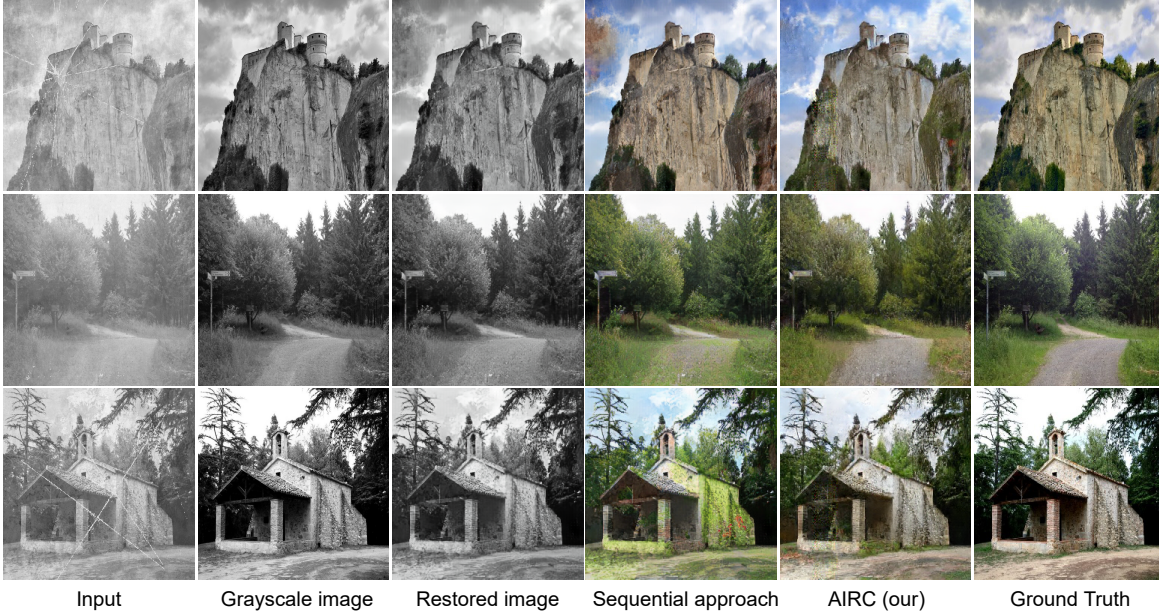 Input
Grayscale image
Restored image
Sequential approach
AIRC (our)
Ground Truth